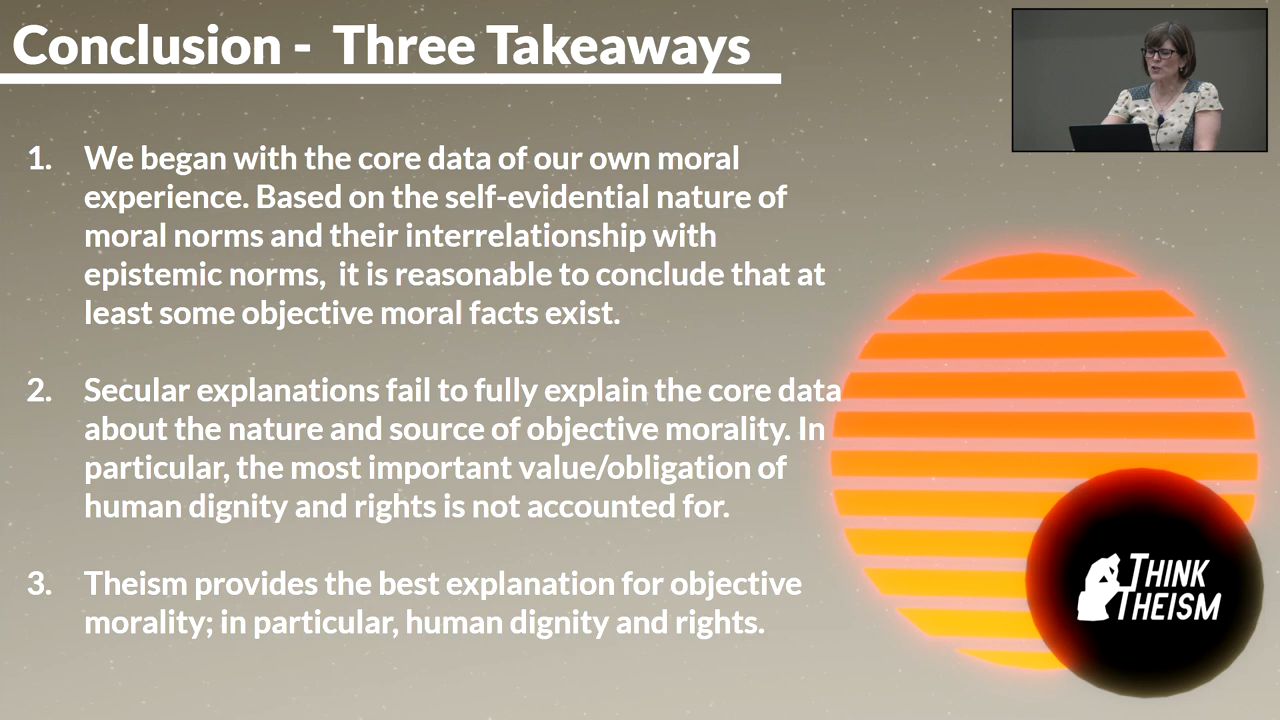 Conclusion - Three Takeaways
1. We began with the core data of our own moral
experience. Based on the self-evidential nature of
moral norms and their interrelationship with
epistemic norms, it is reasonable to conclude that at
least some objective moral facts exist.
2. Secular explanations fail to fully explain the core data
about the nature and source of objective morality. In
particular, the most important value/obligation of
human dignity and rights is not accounted for.
3. Theism provides the best explanation for objective
morality; in particular, human dignity and rights.
THINK
THEISM